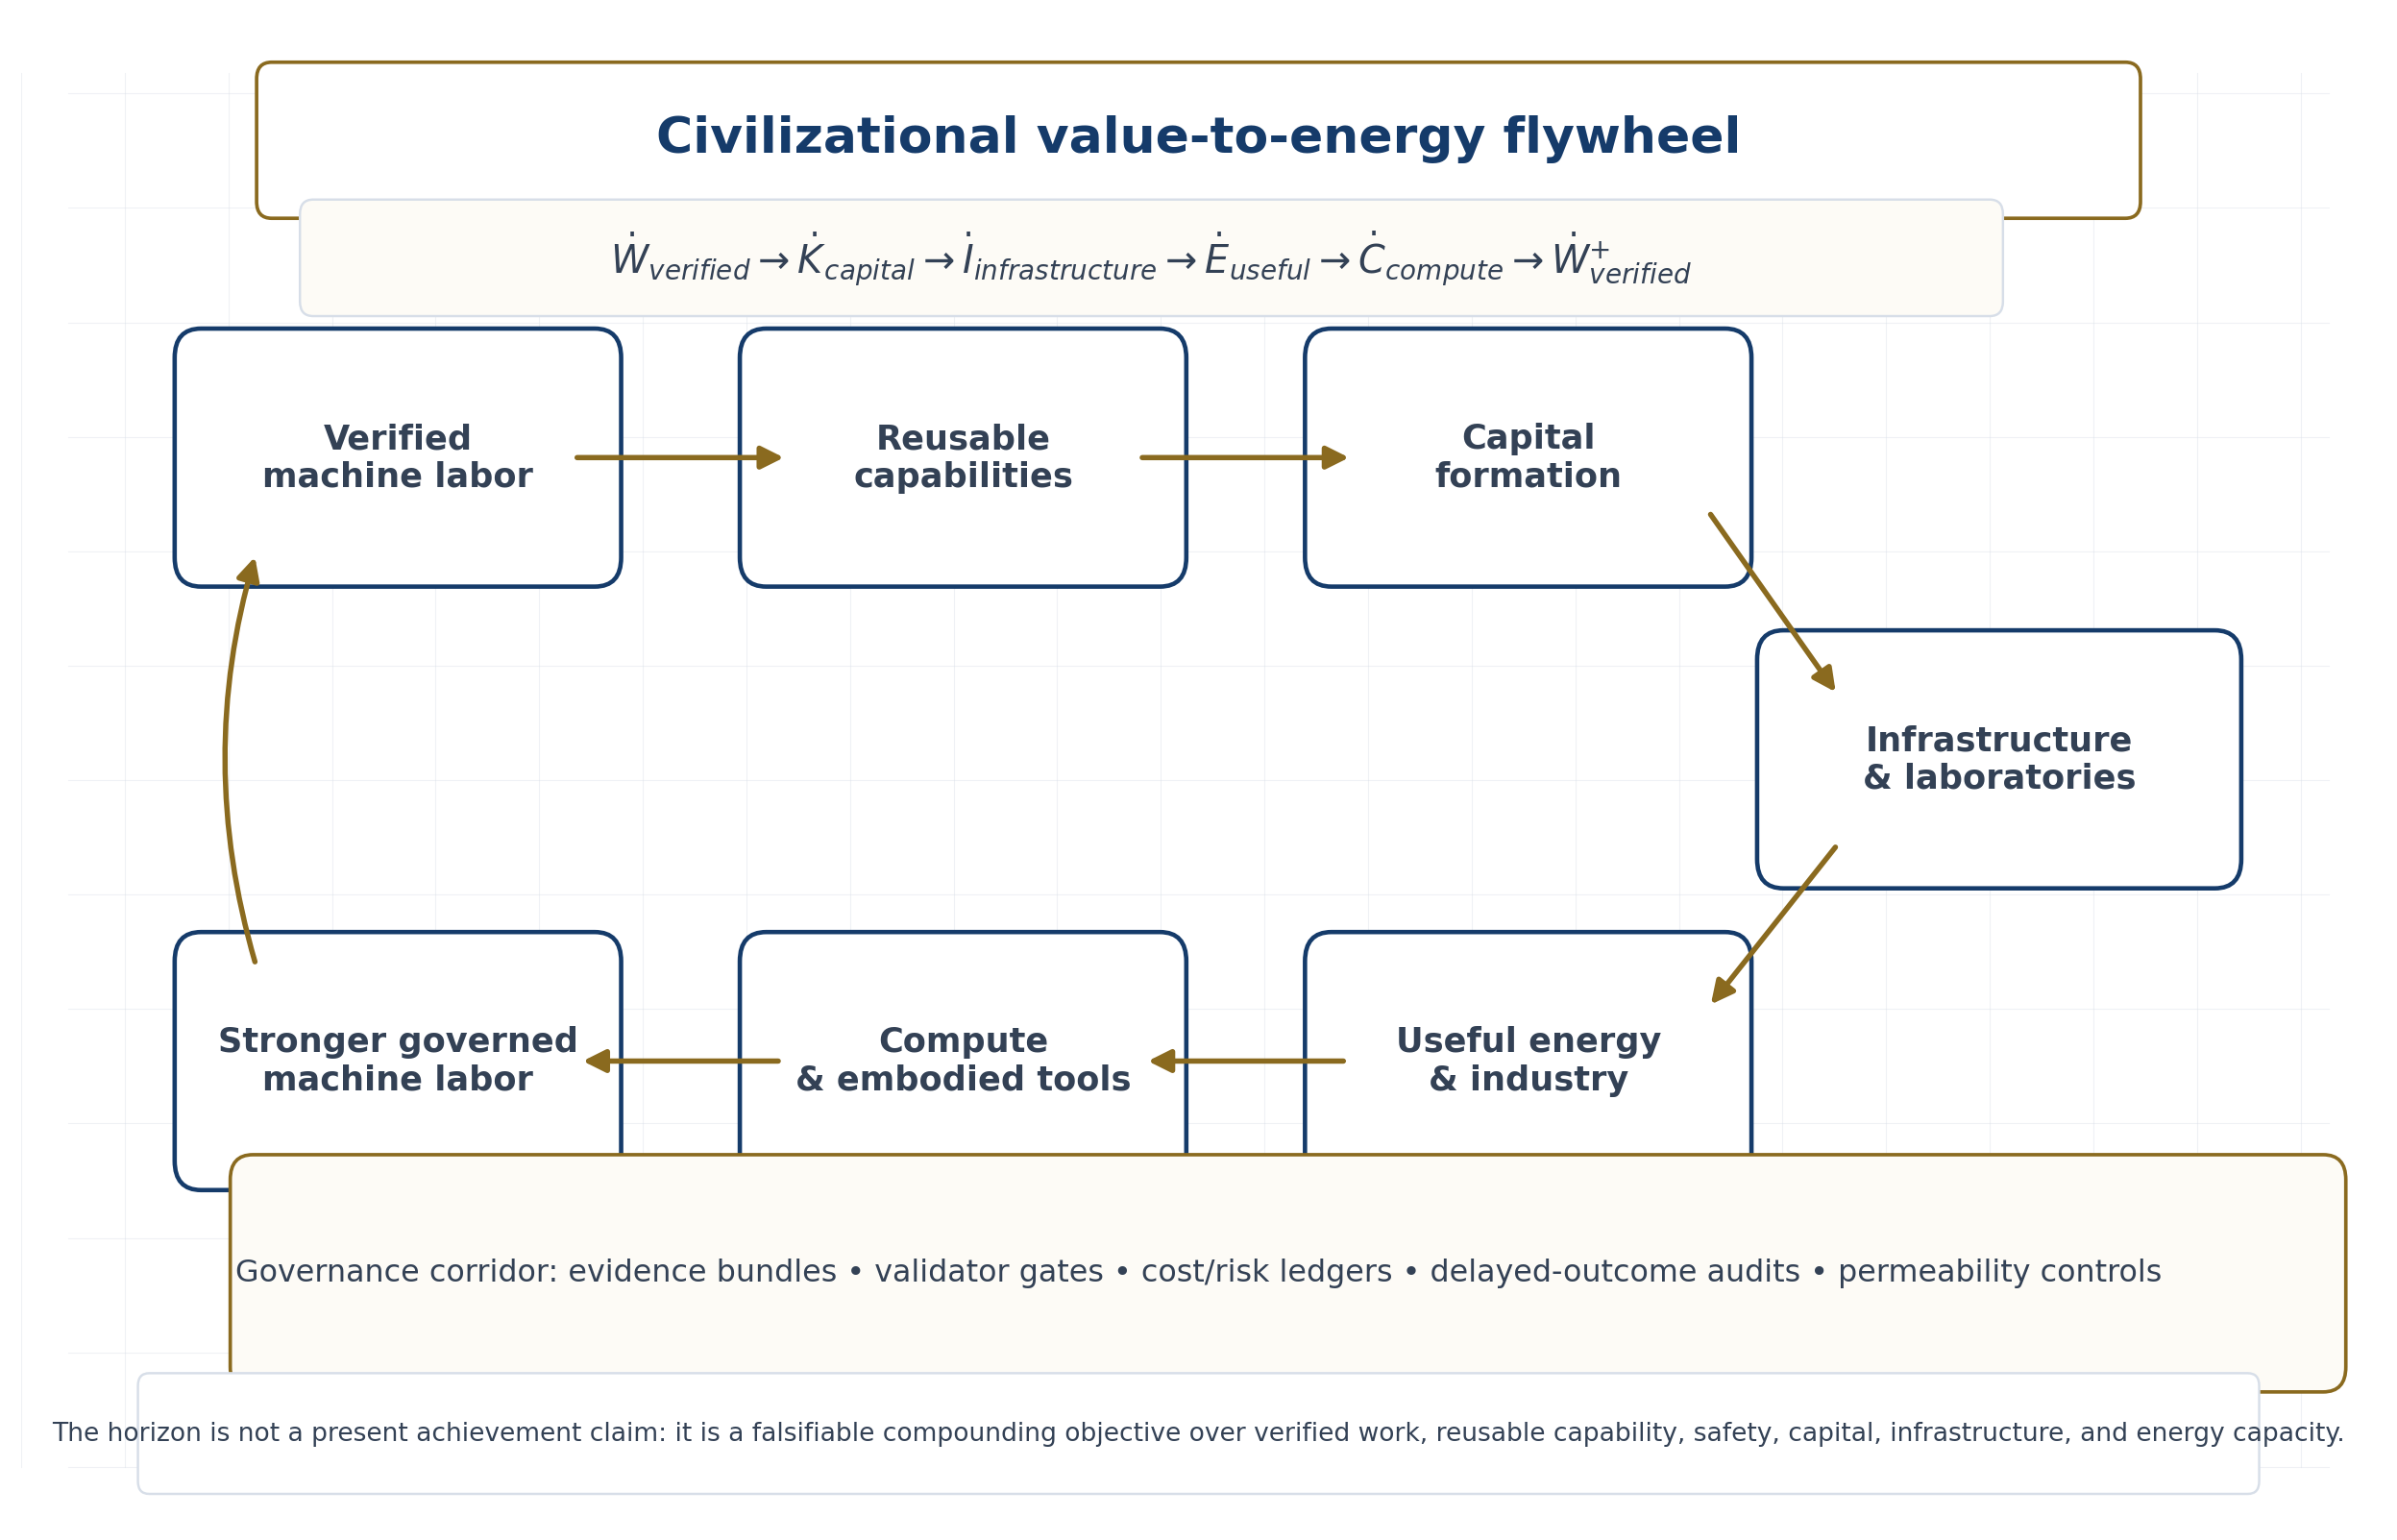 Civilizational value-to-energy flywheel
Ẇ_verified → K̇_capital → İ_infrastructure → Ė_useful → Ċ_compute → Ẇ⁺_verified
Verified
machine labor
Reusable
capabilities
Capital
formation
Infrastructure
& laboratories
Stronger governed
machine labor
Compute
& embodied tools
Useful energy
& industry
Governance corridor: evidence bundles • validator gates • cost/risk ledgers • delayed-outcome audits • permeability controls
The horizon is not a present achievement claim: it is a falsifiable compounding objective over verified work, reusable capability, safety, capital, infrastructure, and energy capacity.